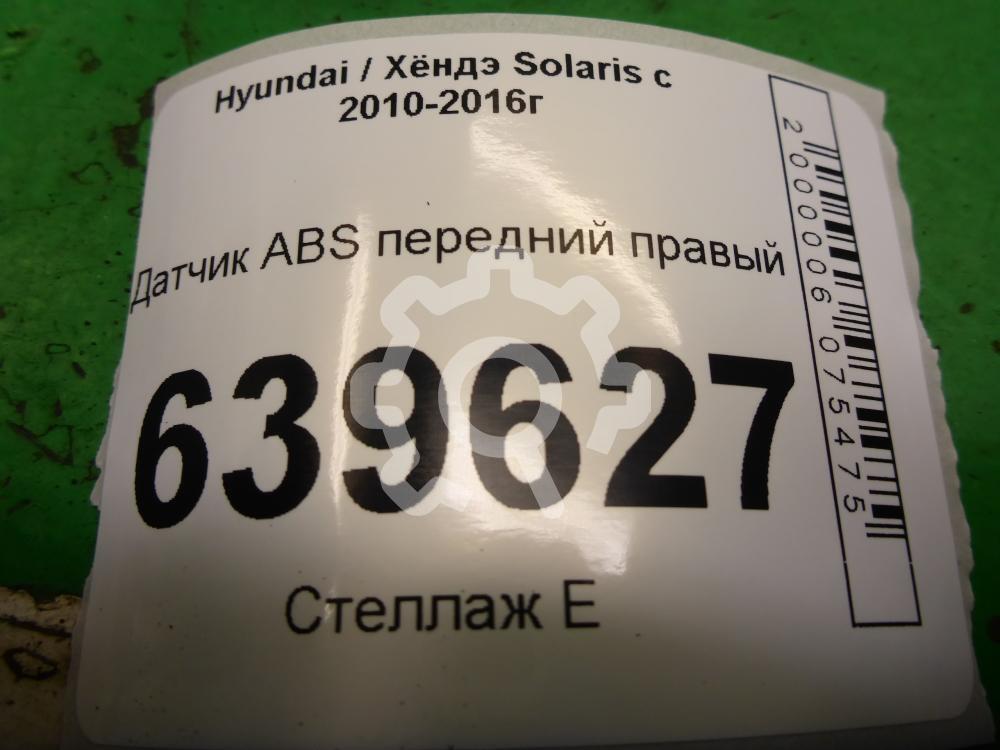 Hyundai / Хёндэ Solaris с
2010-2016г
Датчик ABS передний правый
639627
Стеллаж Е
2000006075475